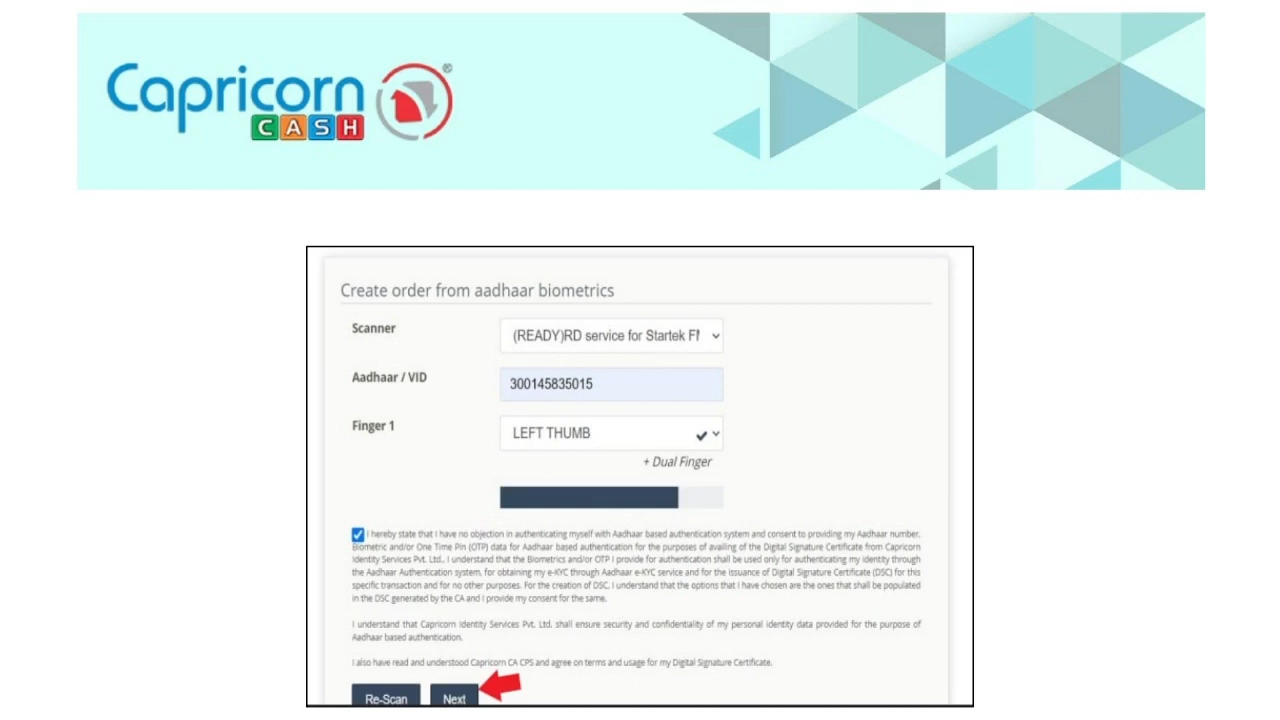 Capricorn
CASH
®
Create order from aadhaar biometrics
Scanner
(READY)RD service for Startek FM
Aadhaar / VID
300145835015
Finger 1
LEFT THUMB
+ Dual Finger
I hereby state that I have no objection in authenticating myself with Aadhaar based authentication system and consent to providing my Aadhaar number,
Biometric and/or One Time Pin (OTP) data for Aadhaar based authentication for the purposes of availing of the Digital Signature Certificate from Capricorn
Identity Services Pvt. Ltd.. I understand that the Biometrics and/or OTP I provide for authentication shall be used only for authenticating my identity through
the Aadhaar Authentication system, for obtaining my e-KYC through Aadhaar e-KYC service and for the issuance of Digital Signature Certificate (DSC) for this
specific transaction and for no other purposes. For the creation of DSC, I understand that the options that I have chosen are the ones that shall be populated
in the DSC generated by the CA and I provide my consent for the same.
I understand that Capricorn Identity Services Pvt. Ltd. shall ensure security and confidentiality of my personal identity data provided for the purpose of
Aadhaar based authentication.
I also have read and understood Capricorn CA CPS and agree on terms and usage for my Digital Signature Certificate.
Re-Scan
Next